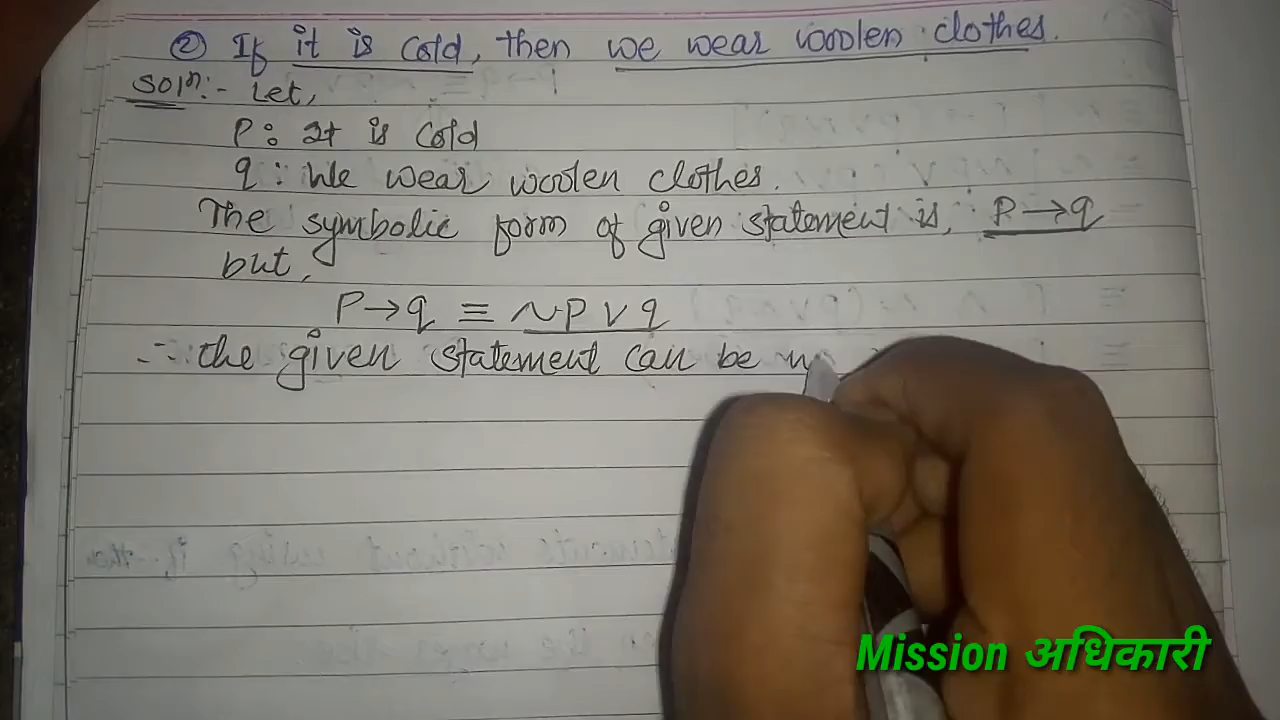 ② If it is cold, then we wear woolen clothes.
Soln:- Let,
P: It is cold
q: We wear woolen clothes.
The symbolic form of given statement is, P→q
but,
P→q ≡ ~P∨q
∴ the given statement can be
Mission अधिकारी